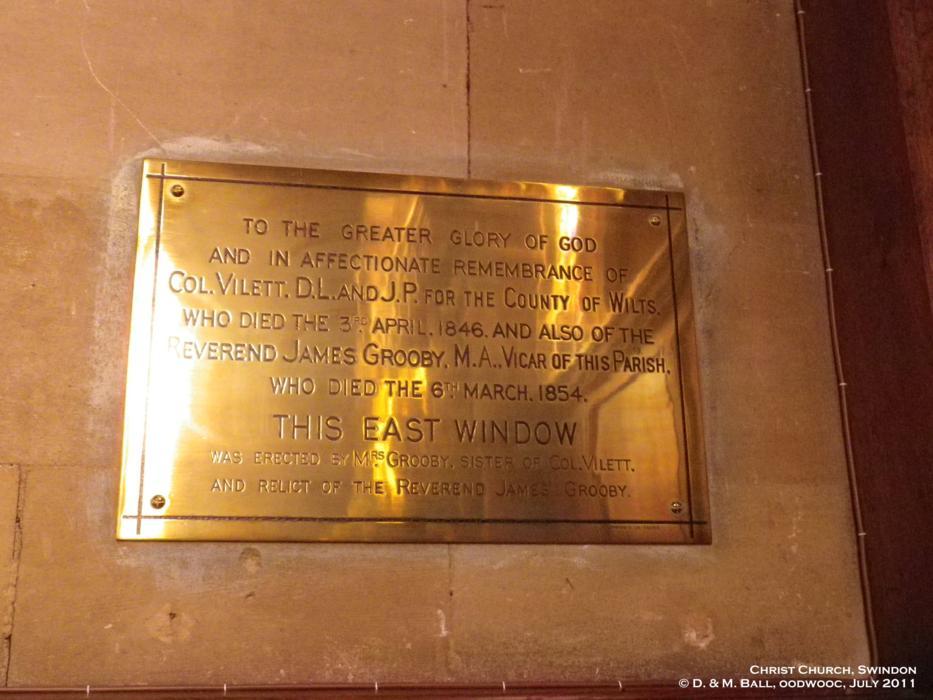 TO THE GREATER GLORY OF GOD
AND IN AFFECTIONATE REMEMBRANCE OF
COL. VILETT. D.L. AND J.P. FOR THE COUNTY OF WILTS.
WHO DIED THE 3RD APRIL. 1846. AND ALSO OF THE
REVEREND JAMES GROOBY. M.A., VICAR OF THIS PARISH.
WHO DIED THE 6TH MARCH. 1854.
THIS EAST WINDOW
WAS ERECTED BY MRS GROOBY. SISTER OF COL. VILETT.
AND RELICT OF THE REVEREND JAMES GROOBY.
CHRIST CHURCH, SWINDON
© D. & M. BALL, OODWOOC, JULY 2011